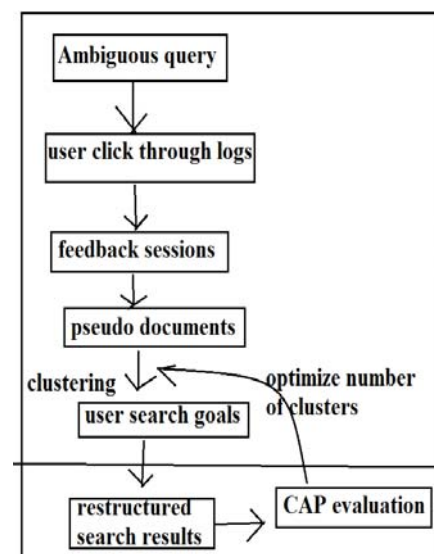 Ambiguous query
user click through logs
feedback sessions
pseudo documents
clustering
optimize number
of clusters
user search goals
restructured
search results
CAP evaluation